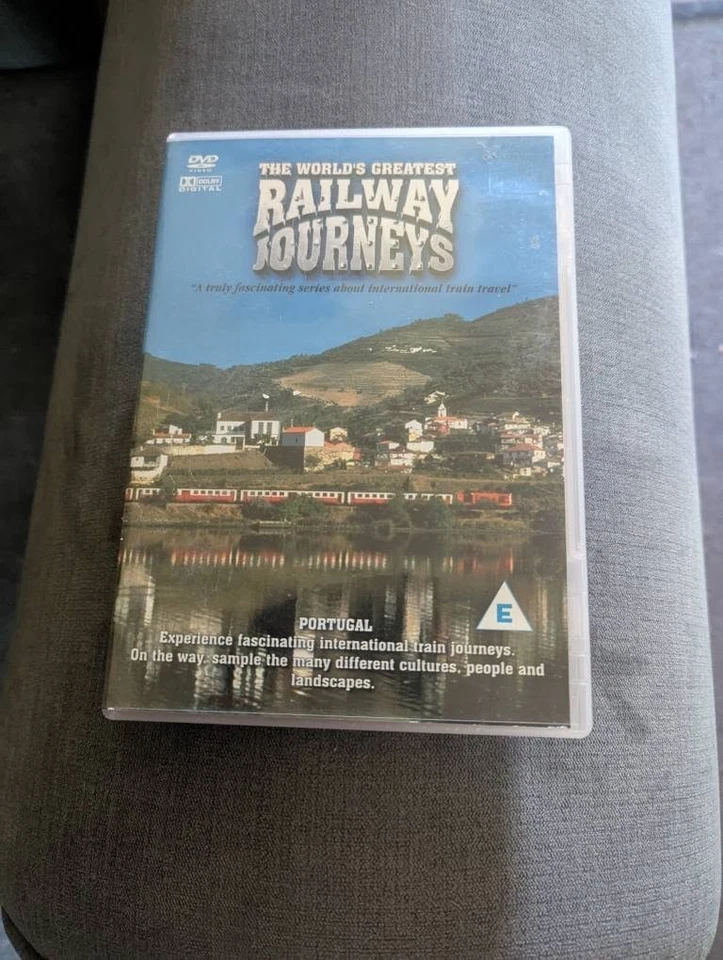 DVD
VIDEO
DOLBY
DIGITAL
THE WORLD'S GREATEST
RAILWAY
JOURNEYS
"A truly fascinating series about international train travel"
E
PORTUGAL
Experience fascinating international train journeys.
On the way, sample the many different cultures, people and
landscapes.